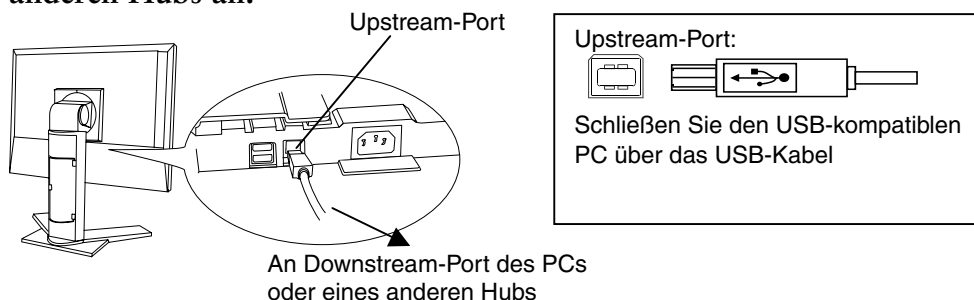 anderen Hubs an.
Upstream-Port
An Downstream-Port des PCs
oder eines anderen Hubs
Upstream-Port:
Schließen Sie den USB-kompatiblen
PC über das USB-Kabel